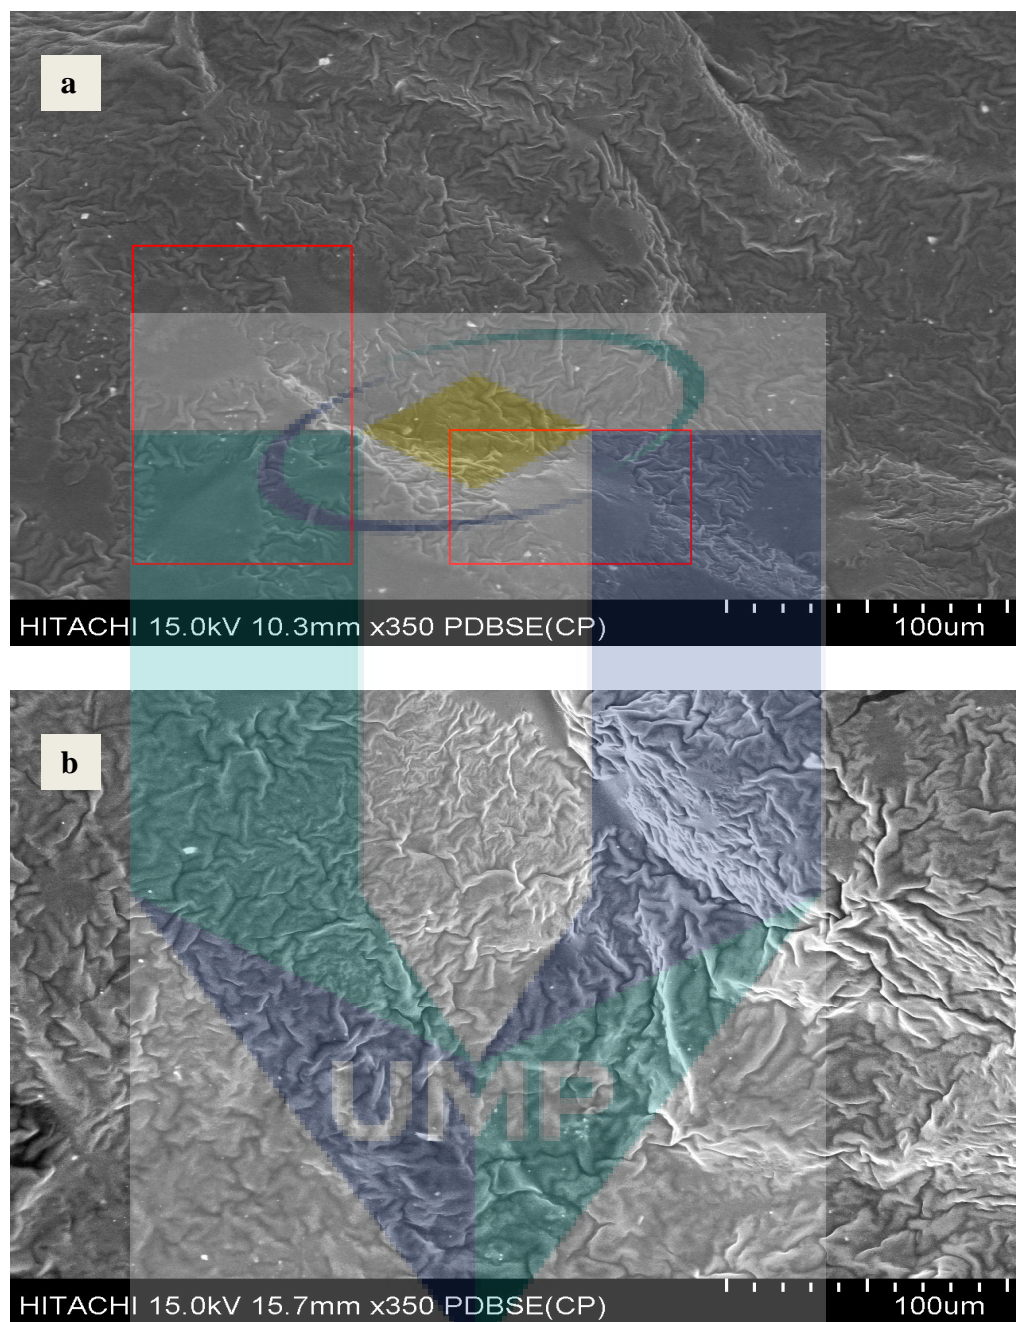 a
HITACHI 15.0kV 10.3mm x350 PDBSE(CP)
100um
b
UMP
HITACHI 15.0kV 15.7mm x350 PDBSE(CP)
100um